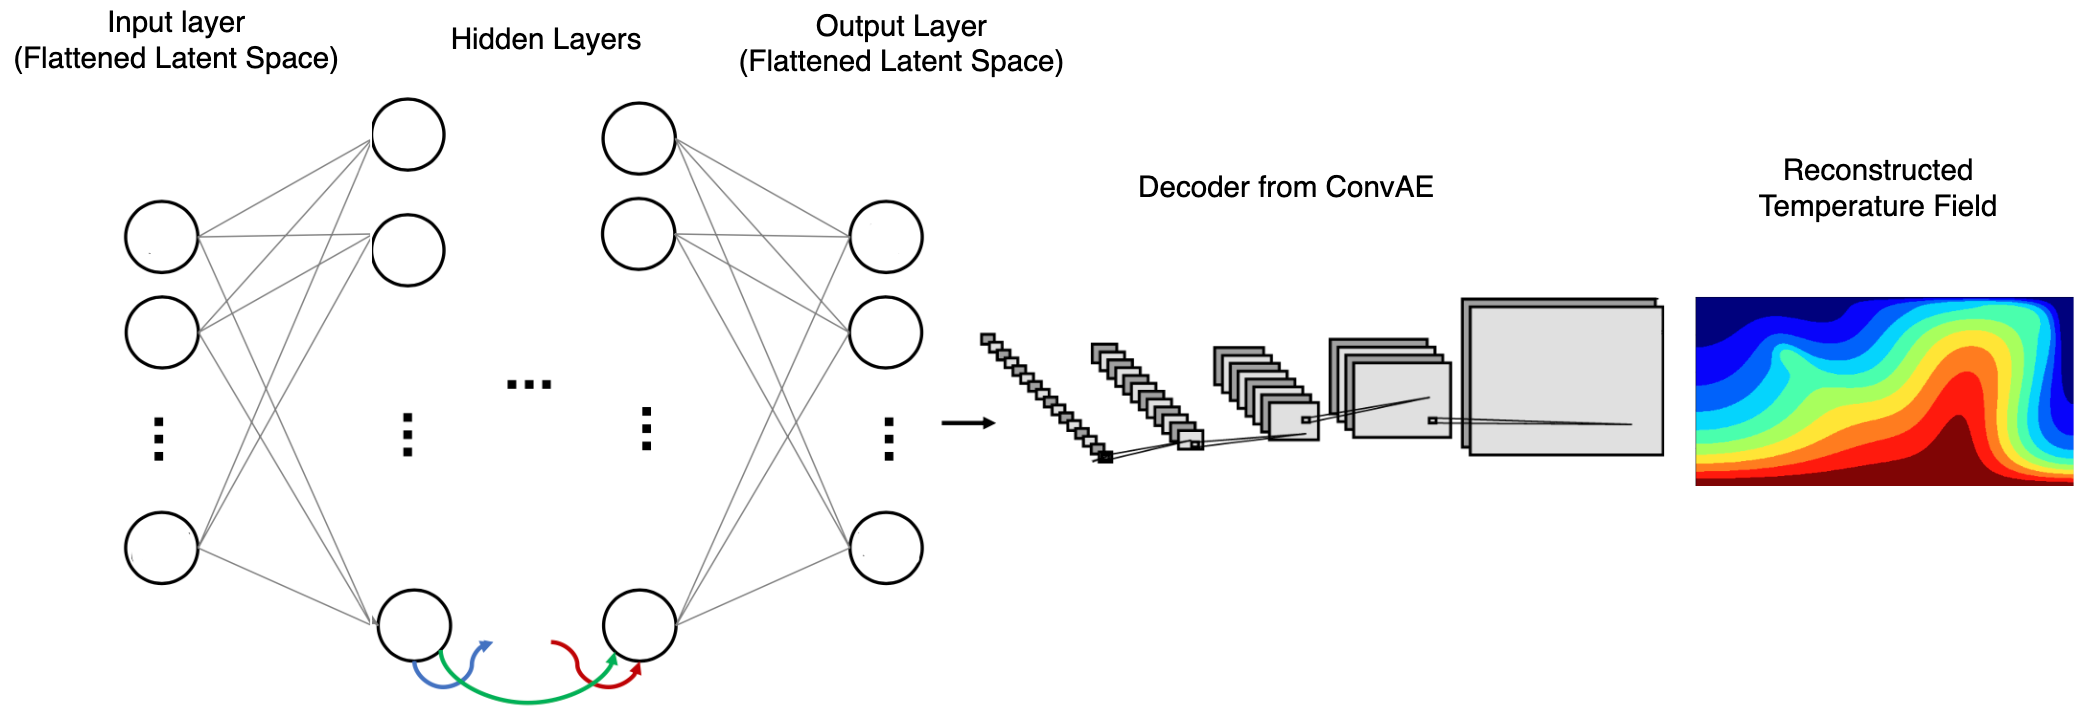 Input layer
(Flattened Latent Space)
Hidden Layers
Output Layer
(Flattened Latent Space)
Decoder from ConvAE
Reconstructed
Temperature Field